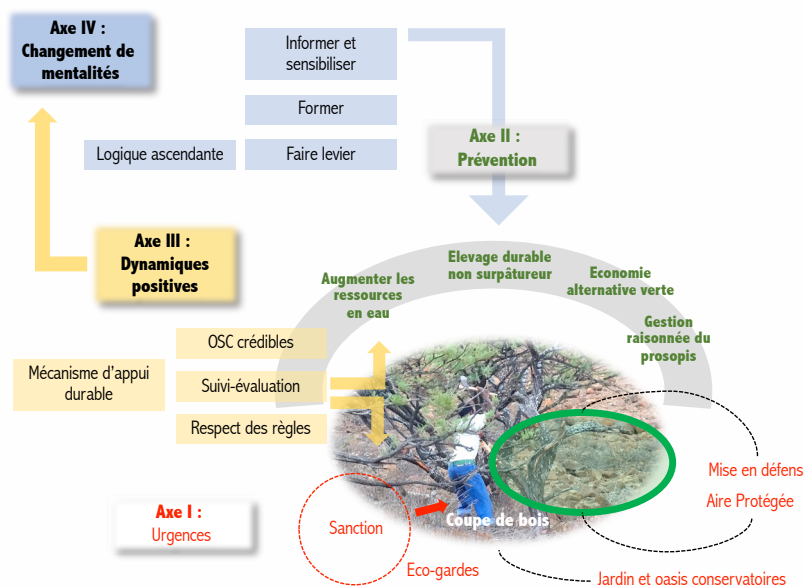 Axe IV :
Changement de
mentalités
Informer et
sensibiliser
Former
Logique ascendante
Faire levier
Axe II :
Prévention
Axe III :
Dynamiques
positives
Augmenter les
ressources
en eau
Elevage durable
non surpâtureur
Economie
alternative verte
Gestion
raisonnée du
prosopis
OSC crédibles
Mécanisme d'appui
durable
Suivi-évaluation
Respect des règles
Axe I :
Urgences
Sanction
Coupe de bois
Mise en défens
Aire Protégée
Eco-gardes
Jardin et oasis conservatoires